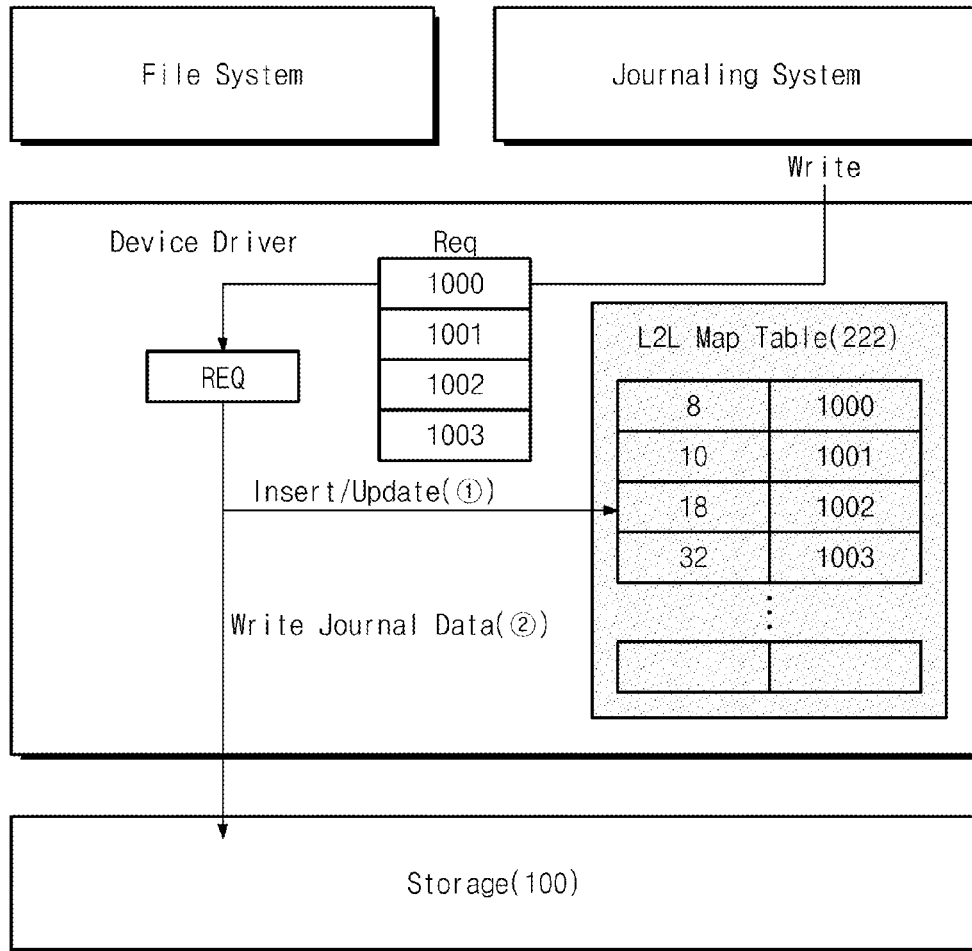 File System
Journaling System
Write
Device Driver
Req
1000
1001
1002
1003
REQ
L2L Map Table(222)
8 1000
10 1001
18 1002
32 1003
Insert/Update(①)
Write Journal Data(②)
Storage(100)